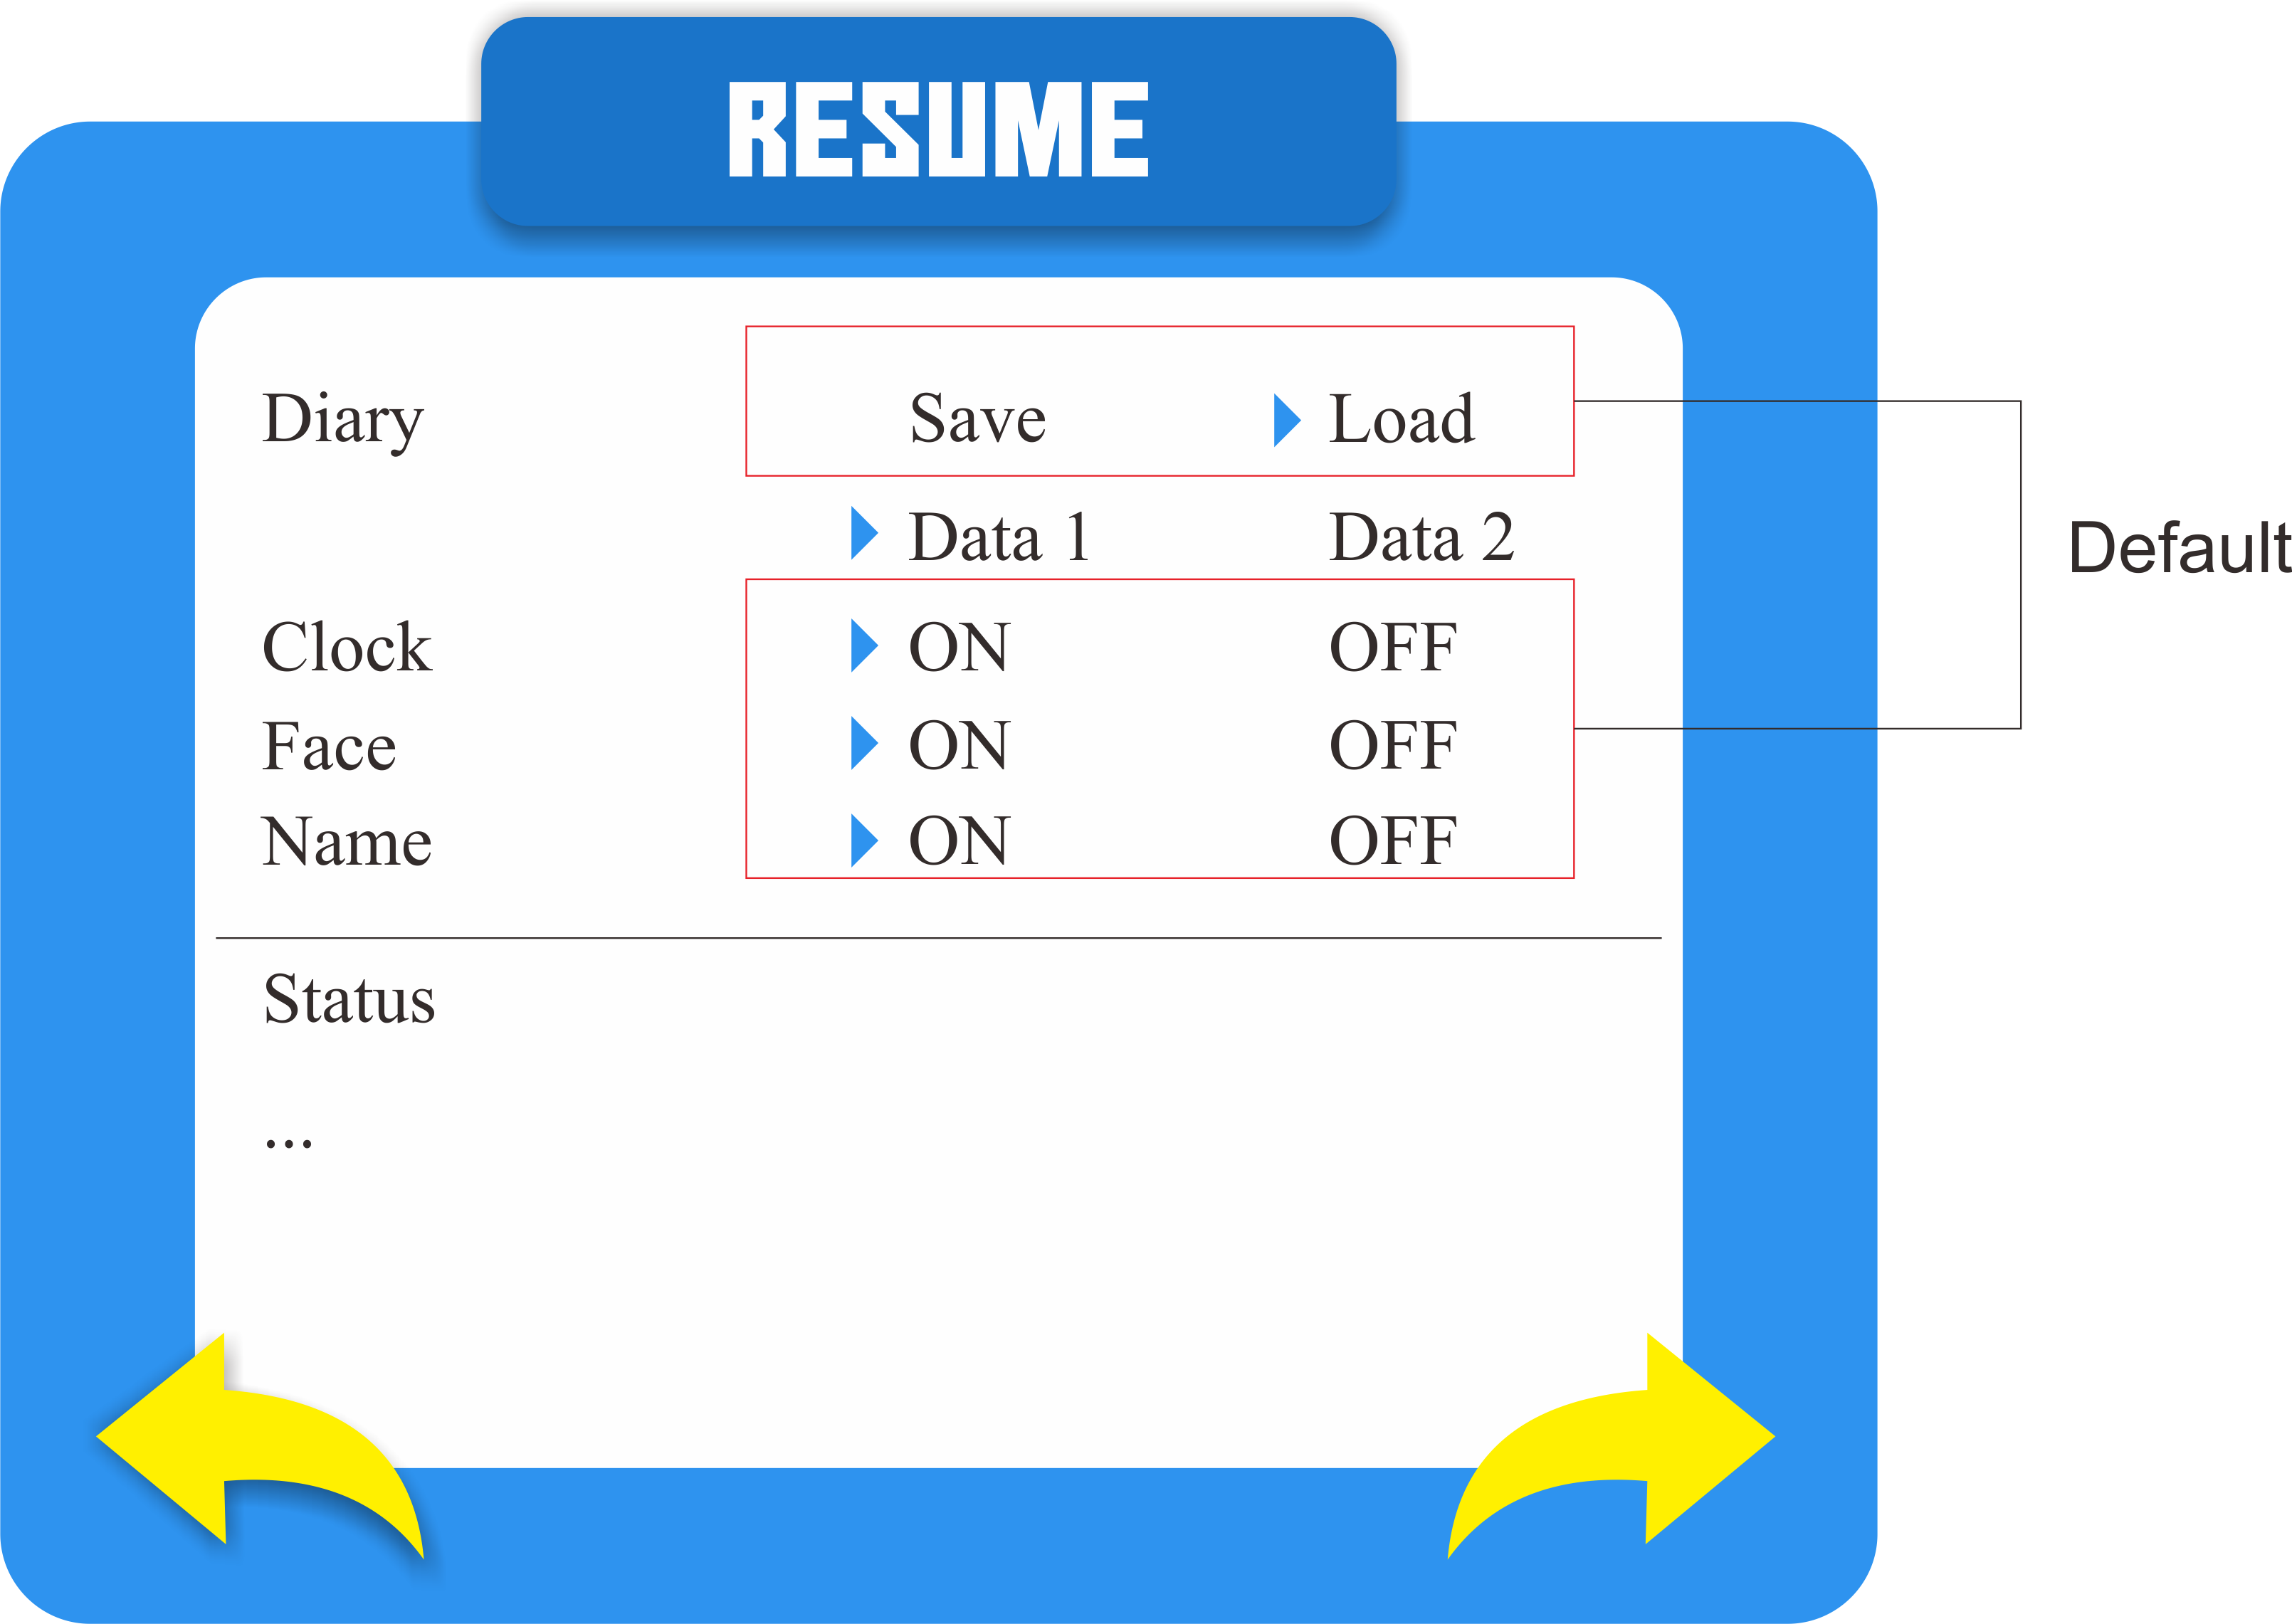 RESUME
Diary Save Load
Data 1 Data 2
Default
Clock ON OFF
Face ON OFF
Name ON OFF
Status
...